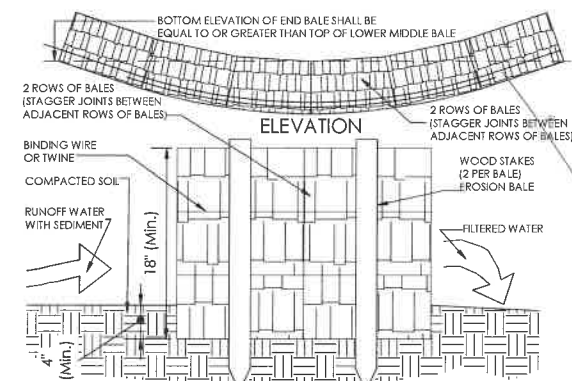 BOTTOM ELEVATION OF END BALE SHALL BE
EQUAL TO OR GREATER THAN TOP OF LOWER MIDDLE BALE
2 ROWS OF BALES
(STAGGER JOINTS BETWEEN
ADJACENT ROWS OF BALES)
2 ROWS OF BALES
(STAGGER JOINTS BETWEEN
ADJACENT ROWS OF BALES)
ELEVATION
BINDING WIRE
OR TWINE
WOOD STAKES
(2 PER BALE)
EROSION BALE
COMPACTED SOIL
RUNOFF WATER
WITH SEDIMENT
FILTERED WATER
18" (Min.)
4"
(Min.)